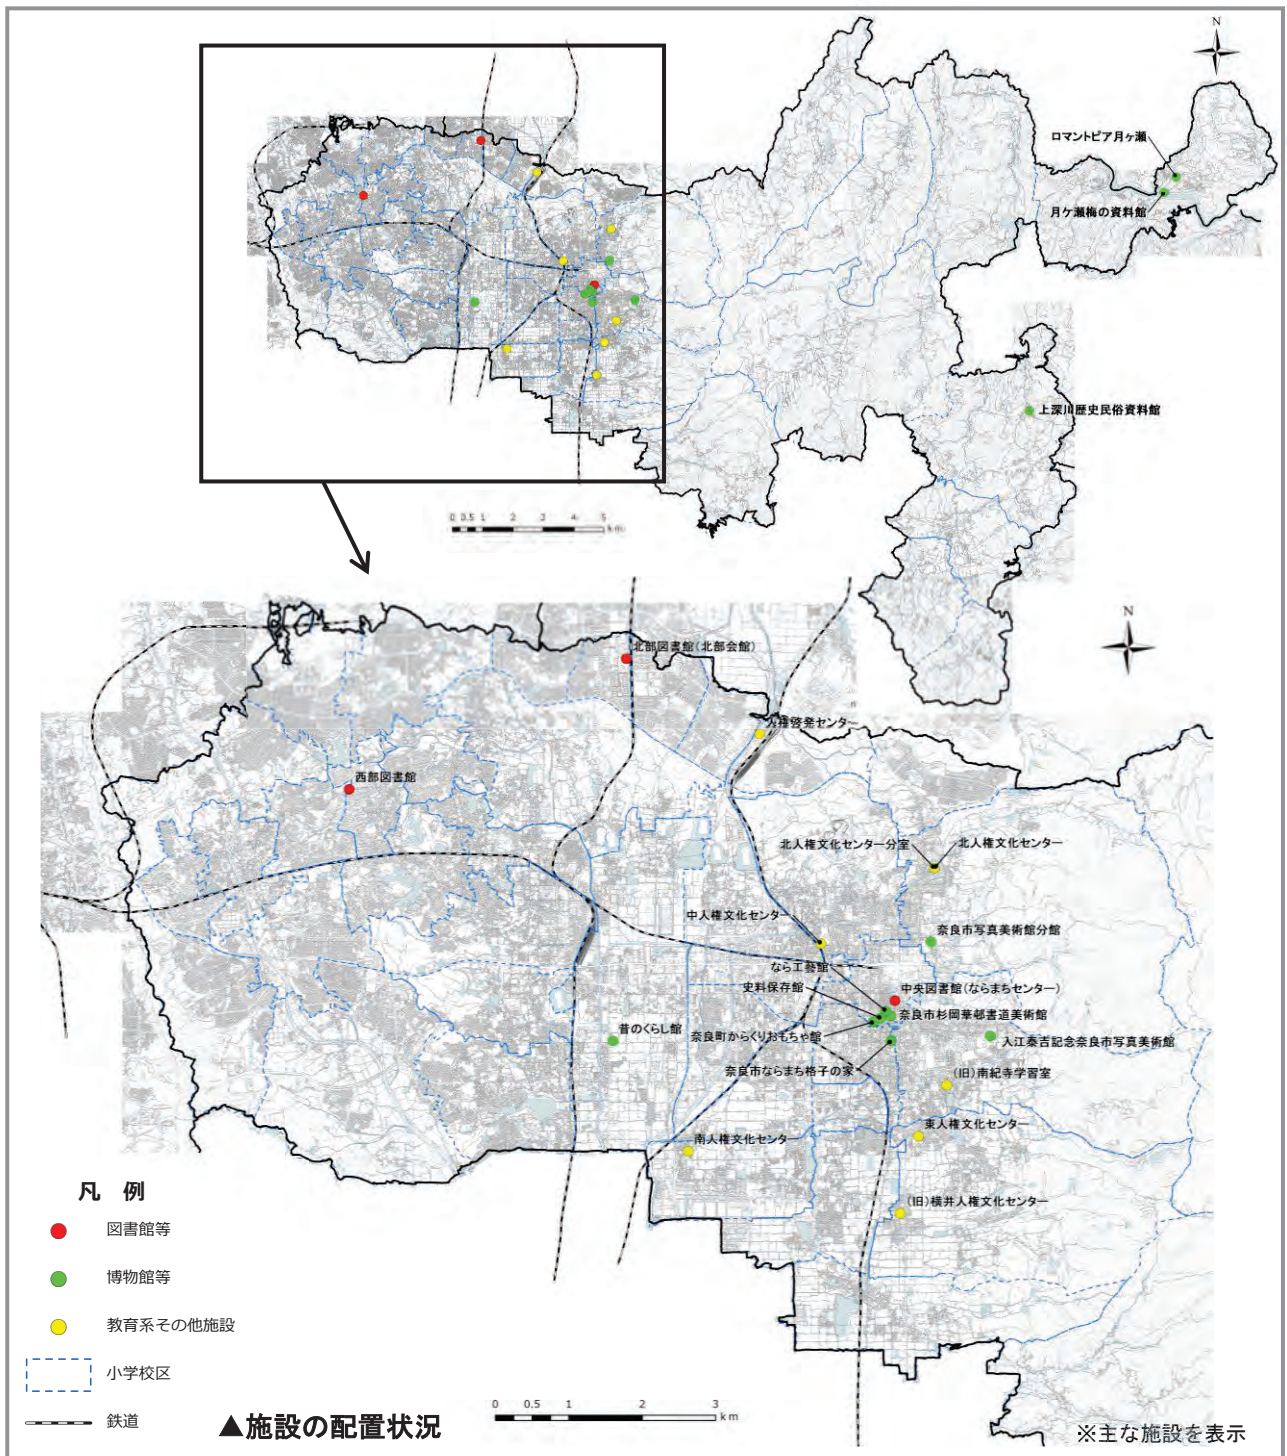 N
ロマントピア月ヶ瀬
月ケ瀬梅の資料館
上深川歴史民俗資料館
0 0.5 1 2 3 4 5
km
N
北部図書館(北部会館)
人権啓発センター
西部図書館
北人権文化センター分室
北人権文化センター
中人権文化センター
奈良市写真美術館分館
なら工藝館
史料保存館
中央図書館(ならまちセンター)
奈良市杉岡華邨書道美術館
奈良町からくりおもちゃ館
昔のくらし館
入江泰吉記念奈良市写真美術館
奈良市ならまち格子の家
(旧)南紀寺学習室
東人権文化センター
南人権文化センター
(旧)横井人権文化センター
凡 例
図書館等
博物館等
教育系その他施設
小学校区
鉄道
▲施設の配置状況
0 0.5 1 2 3
km
※主な施設を表示